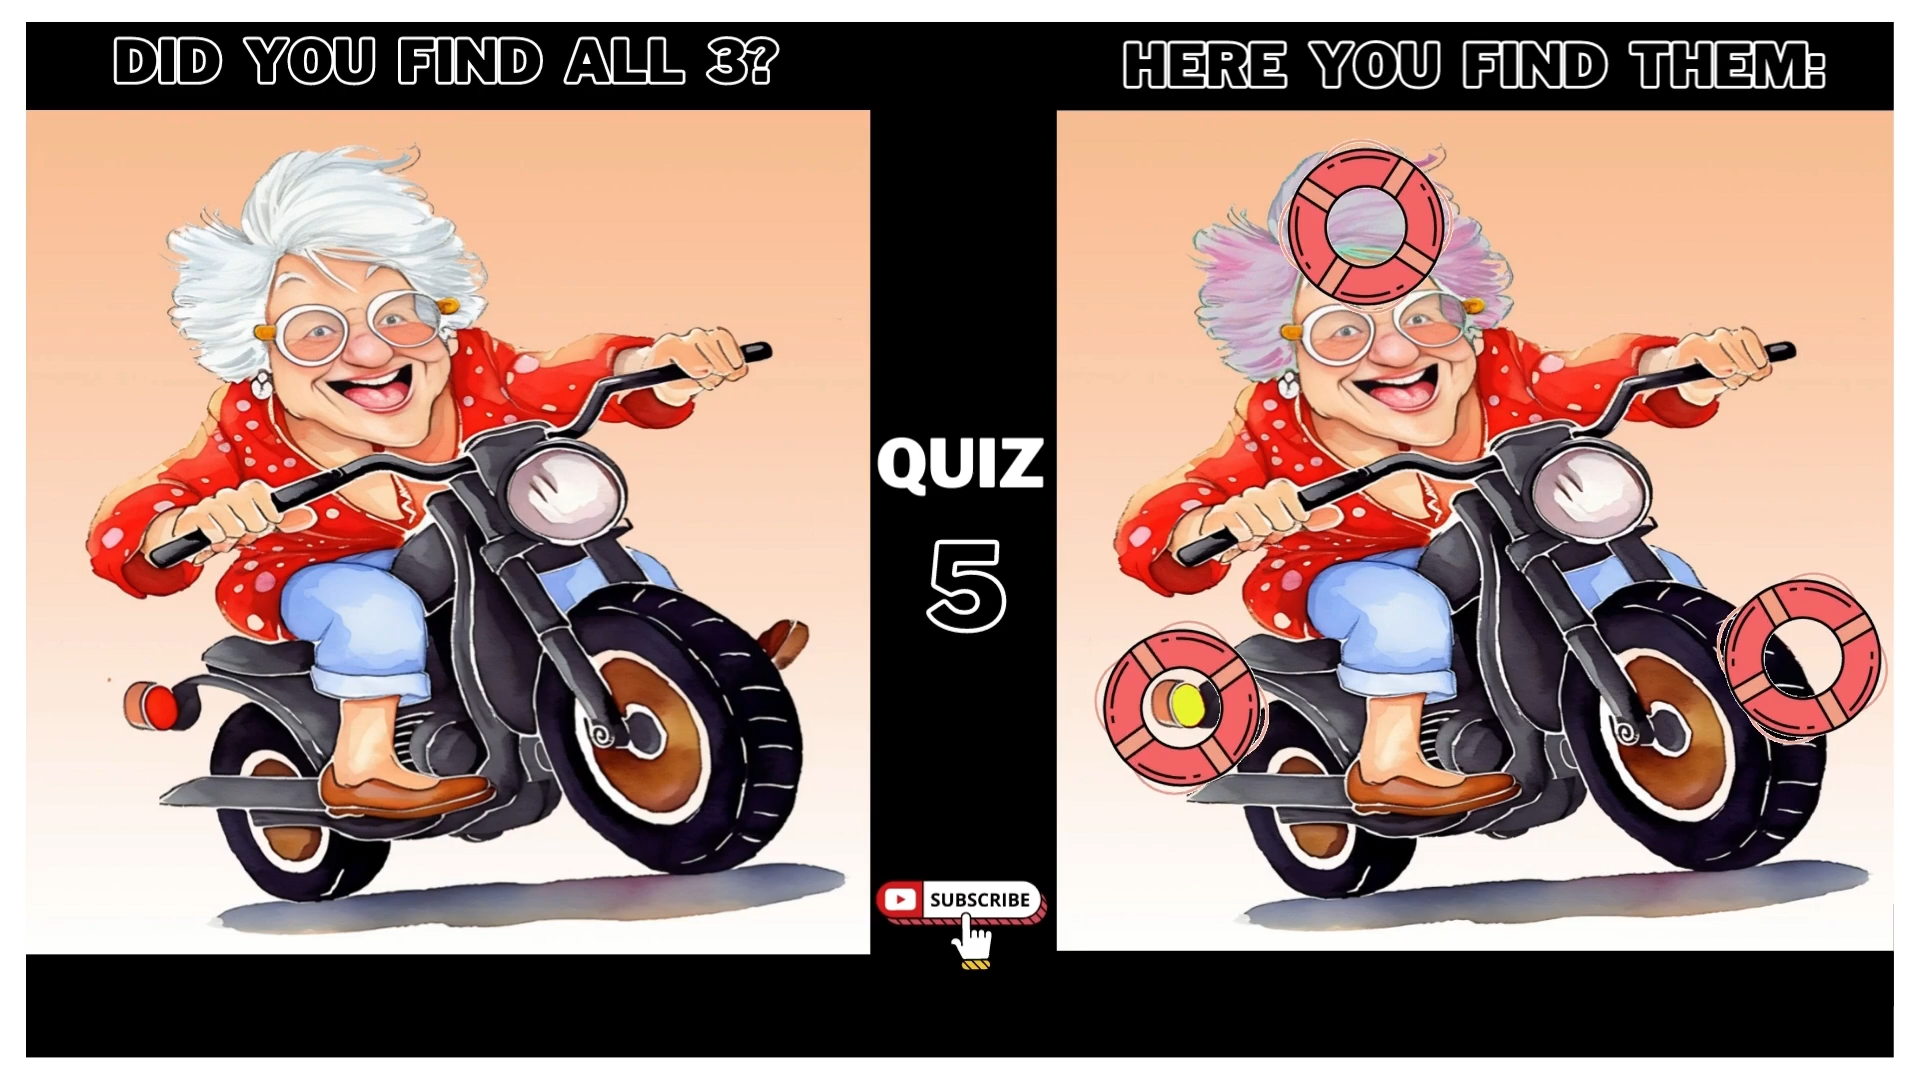 DID YOU FIND ALL 3?
HERE YOU FIND THEM:
QUIZ
5
SUBSCRIBE